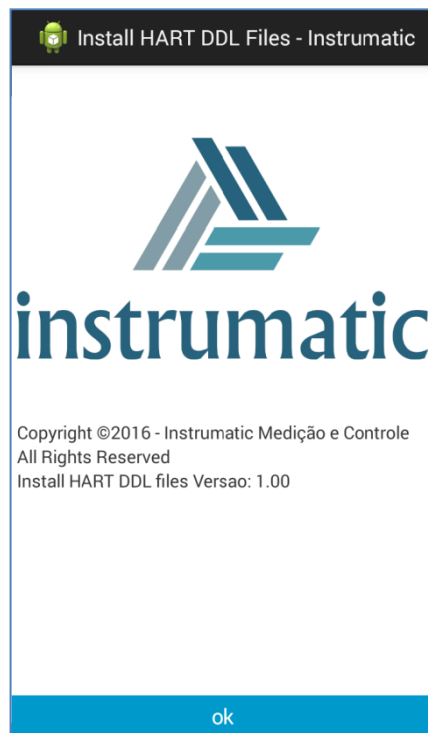 Install HART DDL Files - Instrumatic
instrumatic
Copyright ©2016 - Instrumatic Medição e Controle
All Rights Reserved
Install HART DDL files Versao: 1.00
ok